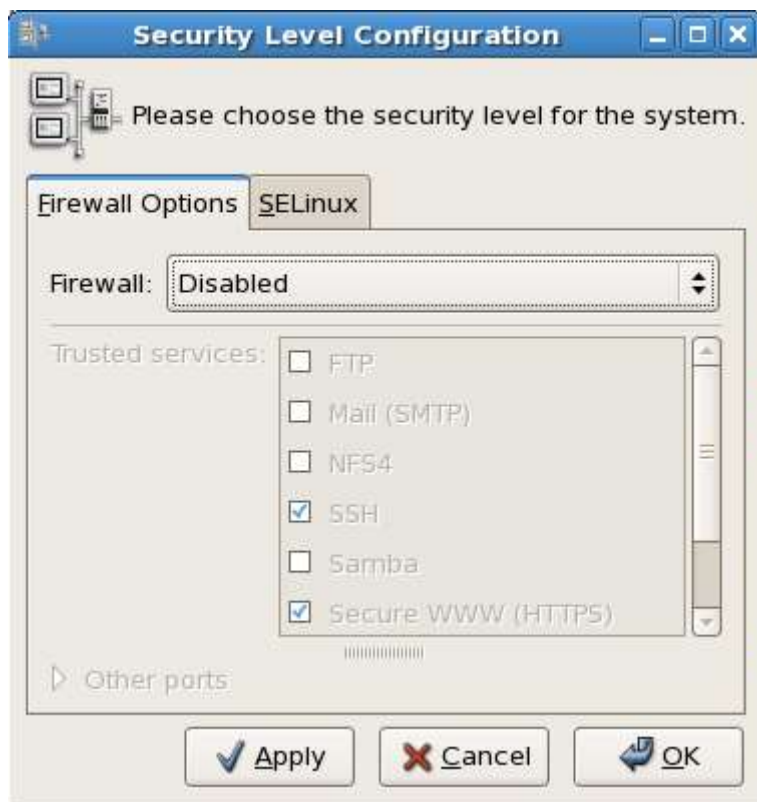 Security Level Configuration
Please choose the security level for the system.
Firewall Options
SELinux
Firewall: Disabled
Trusted services:
FTP
Mail (SMTP)
NFS4
SSH
Samba
Secure WWW (HTTPS)
Other ports
Apply
Cancel
OK